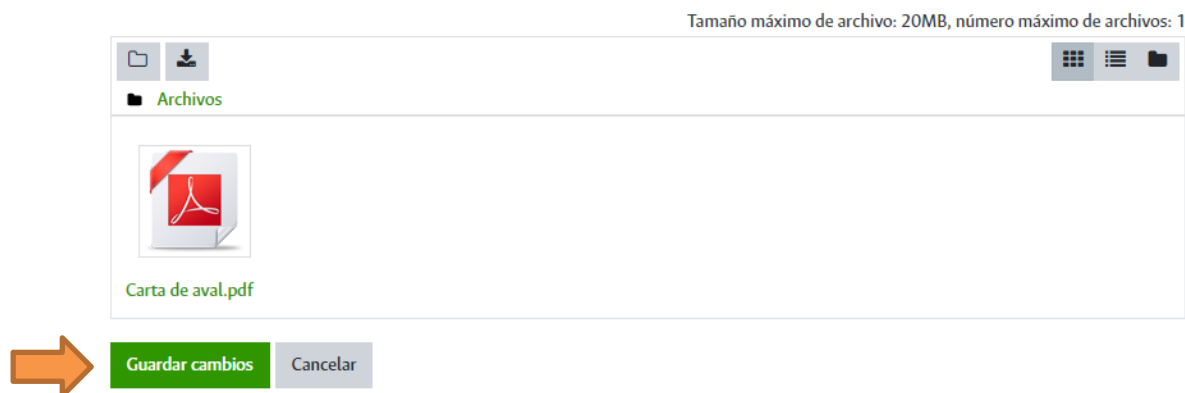 Tamaño máximo de archivo: 20MB, número máximo de archivos: 1
Archivos
Carta de aval.pdf
Guardar cambios Cancelar